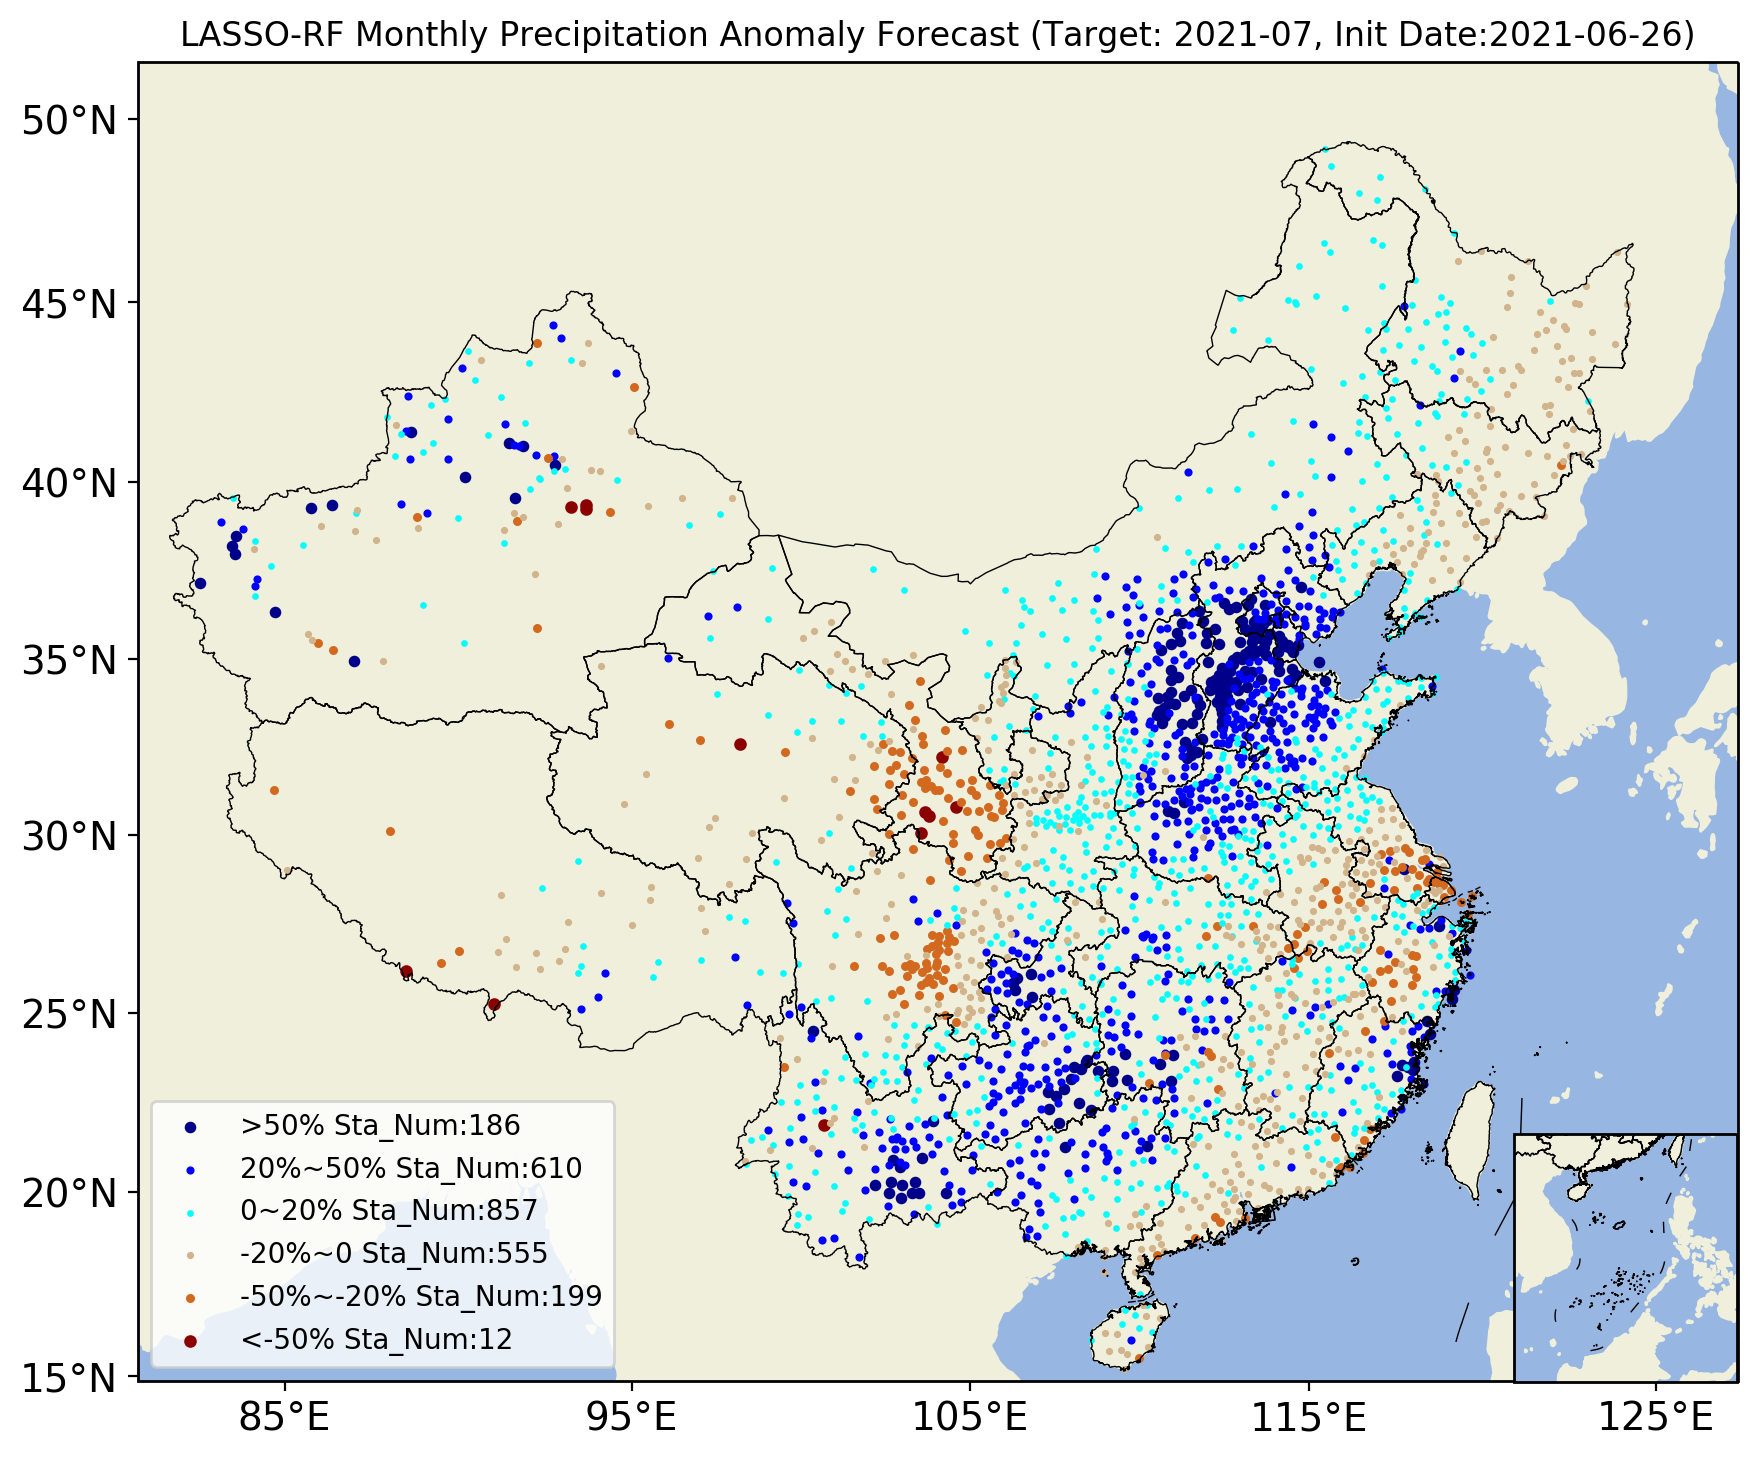 LASSO-RF Monthly Precipitation Anomaly Forecast (Target: 2021-07, Init Date:2021-06-26)
50°N
45°N
40°N
35°N
30°N
25°N
20°N
15°N
>50% Sta_Num:186
20%~50% Sta_Num:610
0~20% Sta_Num:857
-20%~0 Sta_Num:555
-50%~-20% Sta_Num:199
<-50% Sta_Num:12
85°E
95°E
105°E
115°E
125°E